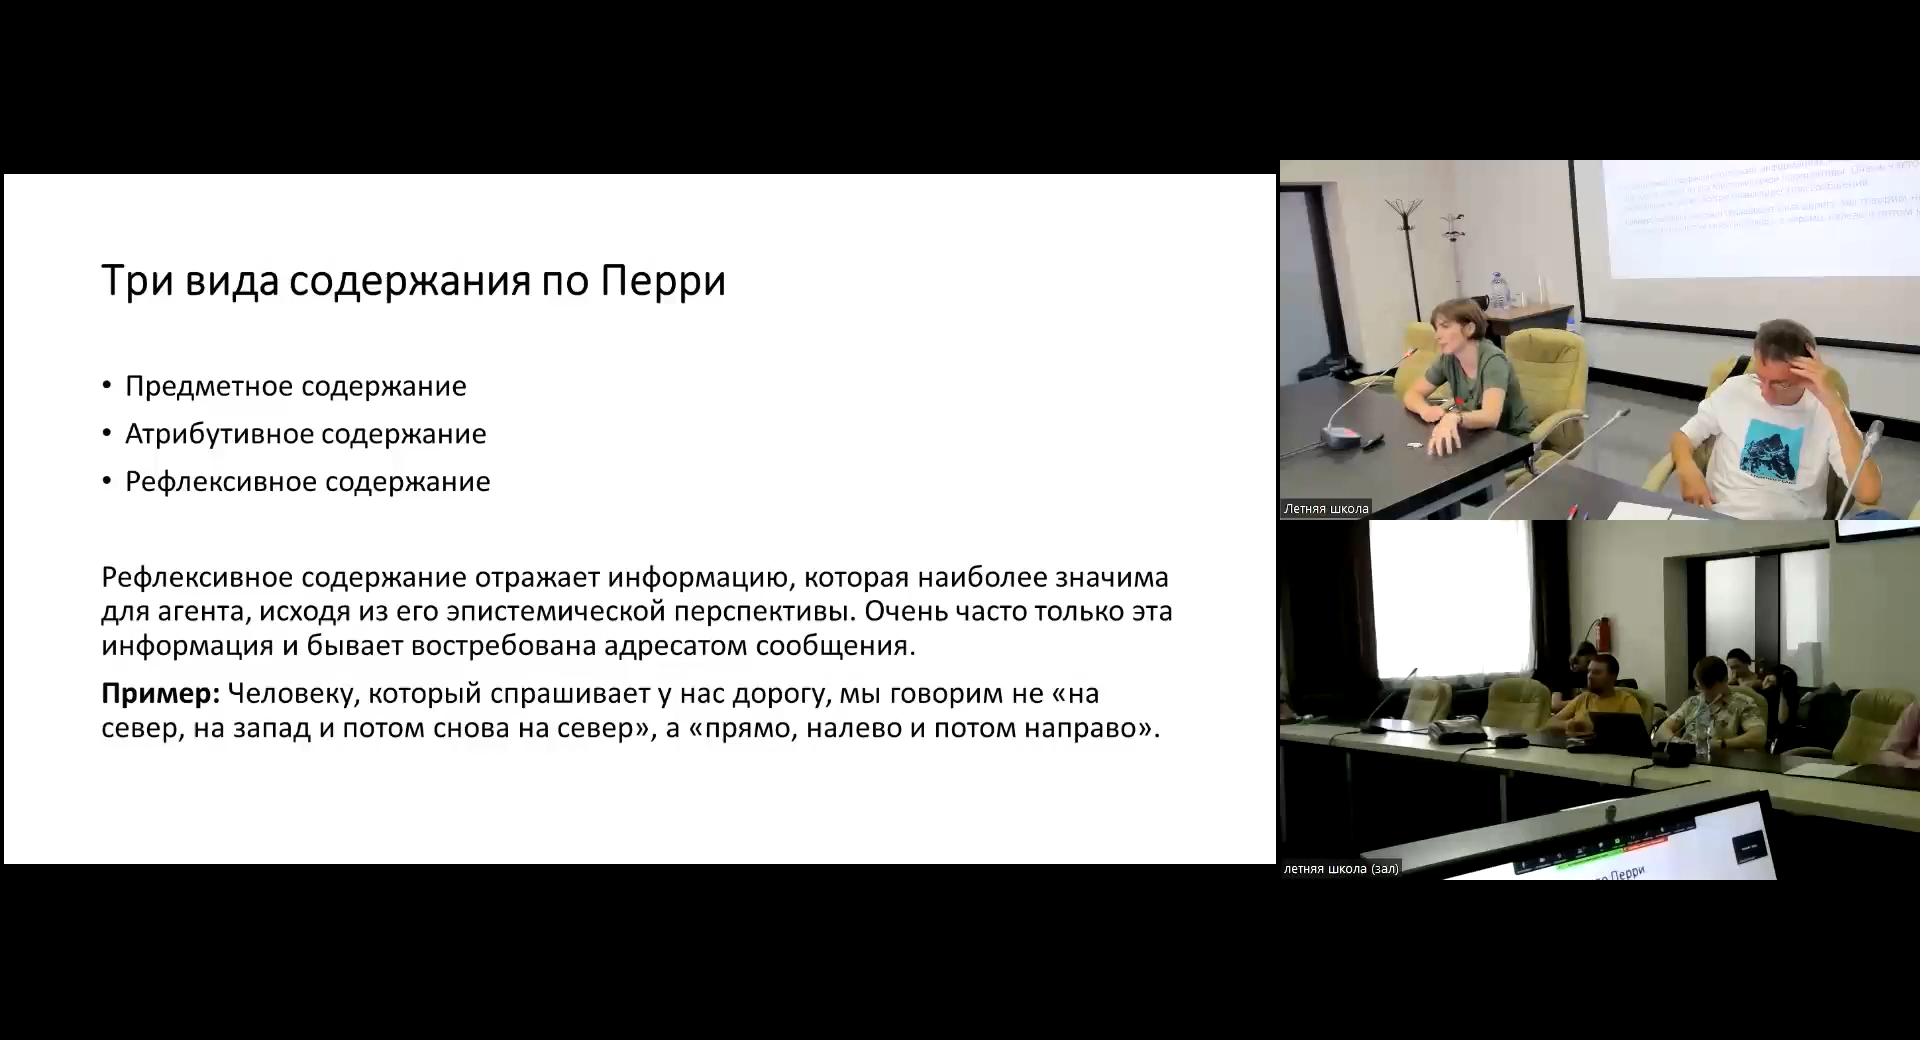 Три вида содержания по Перри
• Предметное содержание
• Атрибутивное содержание
• Рефлексивное содержание
Рефлексивное содержание отражает информацию, которая наиболее значима
для агента, исходя из его эпистемической перспективы. Очень часто только эта
информация и бывает востребована адресатом сообщения.
Пример: Человеку, который спрашивает у нас дорогу, мы говорим не «на
север, на запад и потом снова на север», а «прямо, налево и потом направо».
Летняя школа
летняя школа (зал)
по Перри